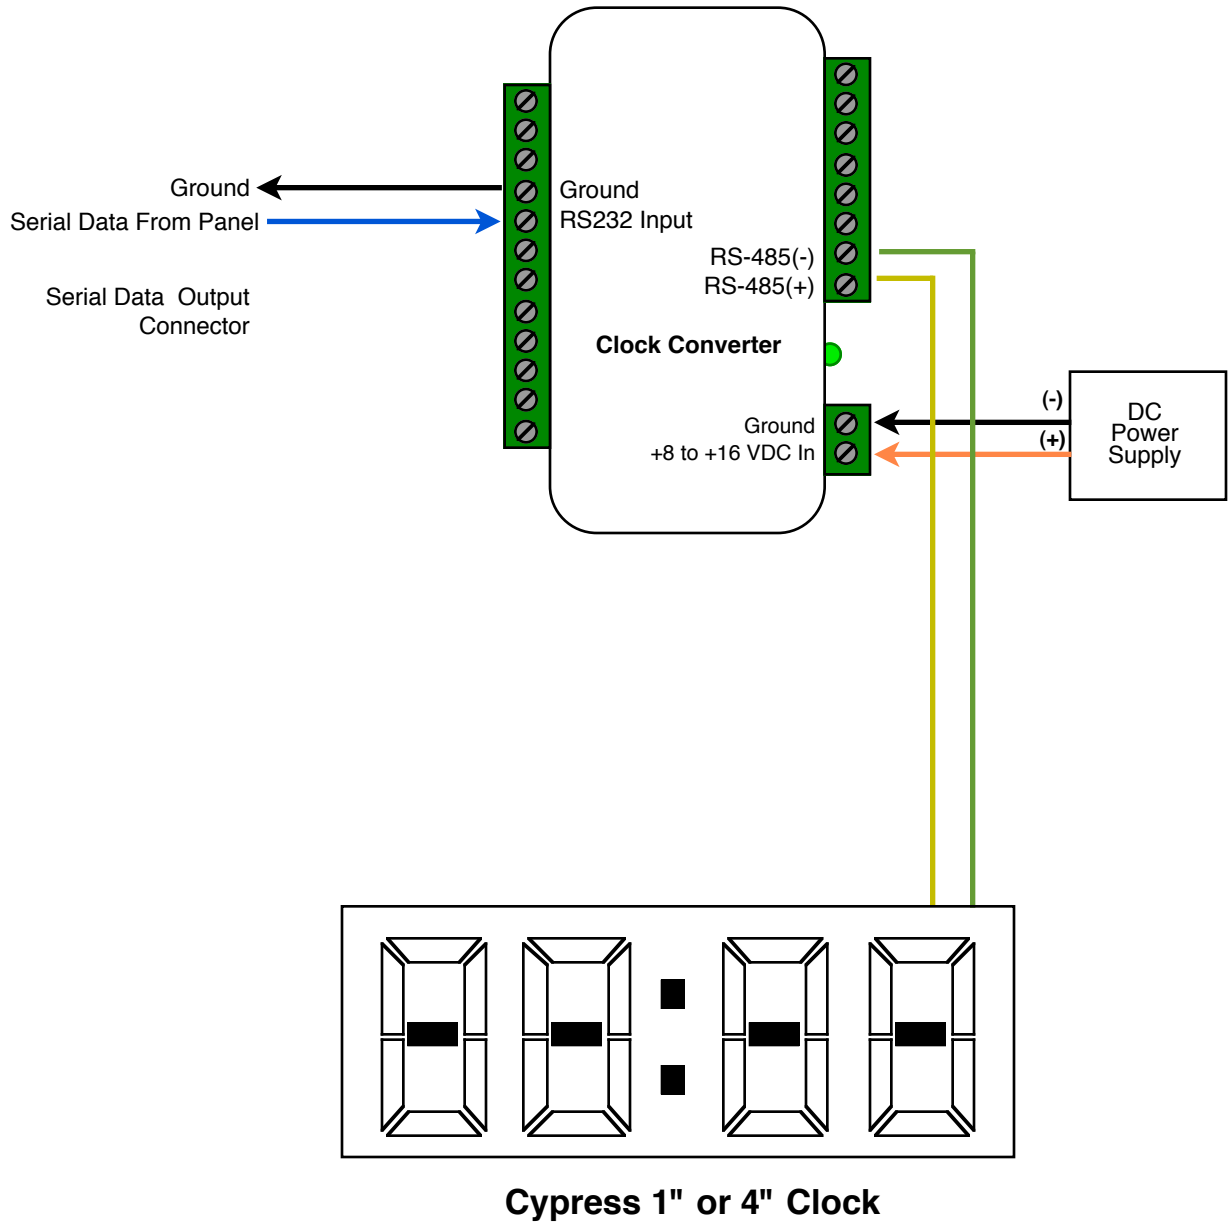 Ground
Serial Data From Panel
Serial Data  Output
Connector
Ground
RS232 Input
RS-485(-)
RS-485(+)
Clock Converter
Ground
+8 to +16 VDC In
(-)
(+)
DC
Power
Supply
Cypress 1" or 4" Clock